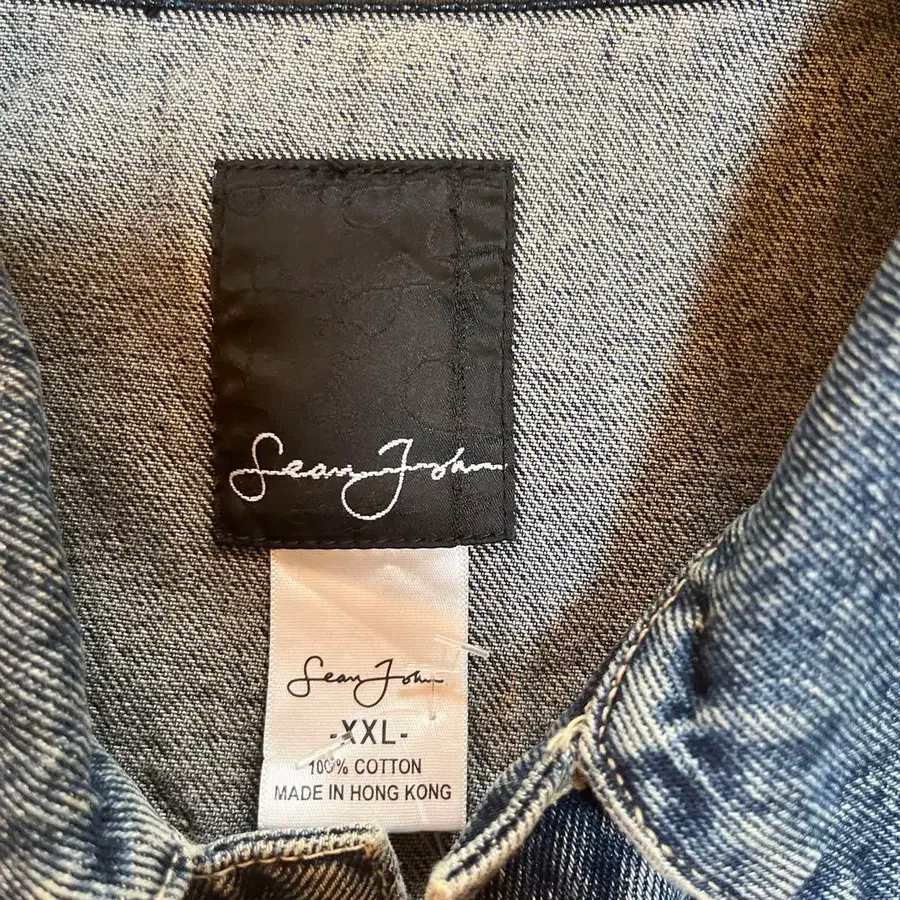 Sean John
Sean John
-XXL-
100% COTTON
MADE IN HONG KONG